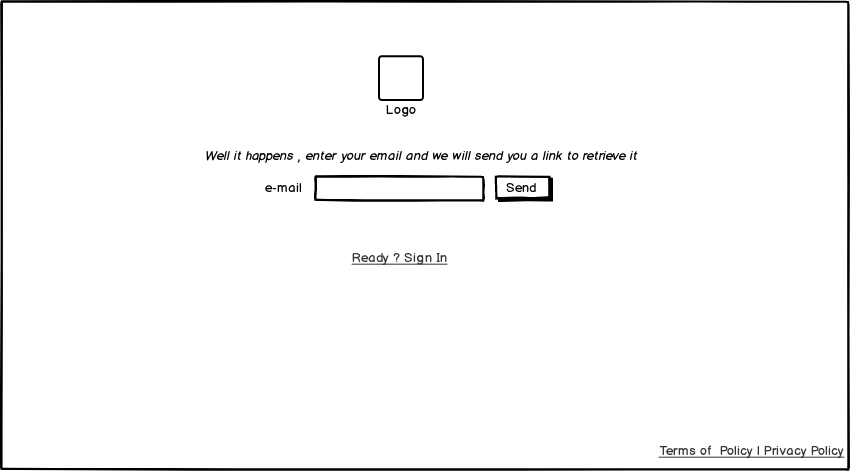 Logo
Well it happens , enter your email and we will send you a link to retrieve it
e-mail Send
Ready ? Sign In
Terms of Policy | Privacy Policy